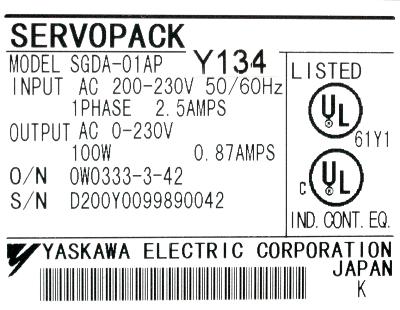 SERVOPACK
MODEL SGDA-01AP Y134
INPUT AC 200-230V 50/60Hz
1PHASE 2.5AMPS
OUTPUT AC 0-230V
100W 0.87AMPS
O/N 0W0333-3-42
S/N D200Y0099890042
LISTED
UL
61Y1
C UL
IND. CONT. EQ.
YASKAWA ELECTRIC CORPORATION
JAPAN
K